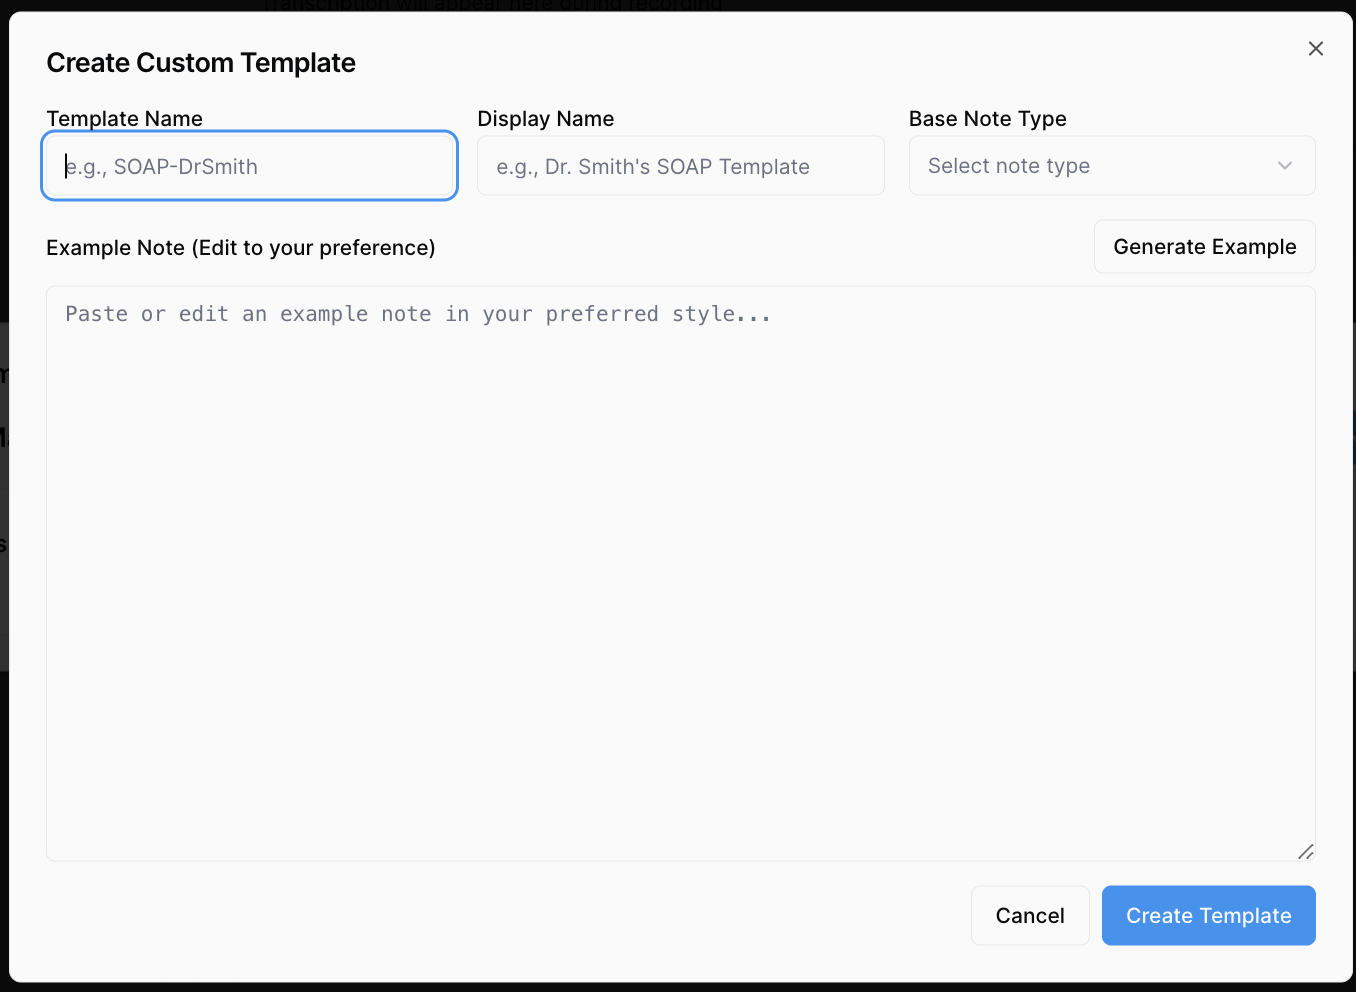 Transcription will appear here during recording
Create Custom Template
Template Name
Display Name
Base Note Type
e.g., SOAP-DrSmith
e.g., Dr. Smith's SOAP Template
Select note type
Example Note (Edit to your preference)
Generate Example
Paste or edit an example note in your preferred style...
Cancel
Create Template